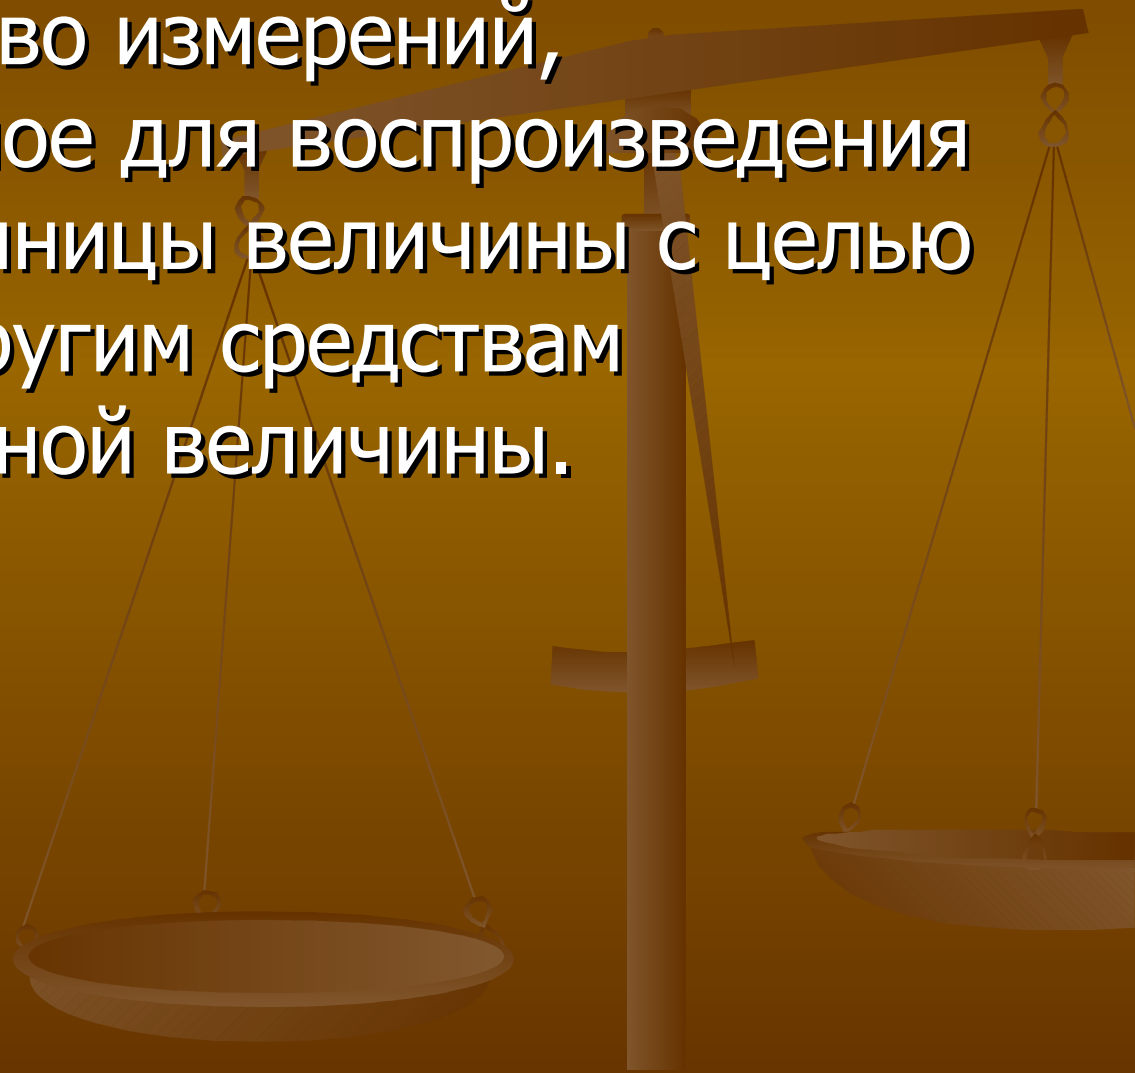 во измерений,
ое для воспроизведения
ницы величины с целью
ругим средствам
ной величины.